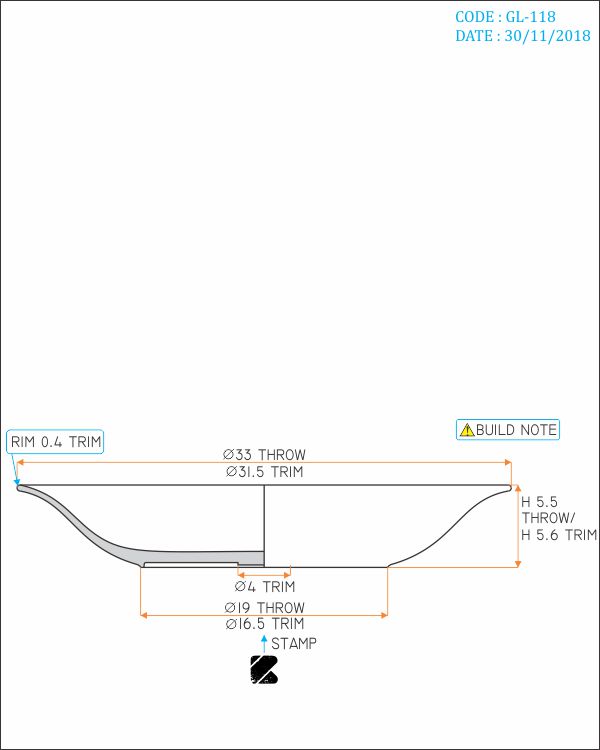 CODE : GL-118
DATE : 30/11/2018
RIM 0.4 TRIM
BUILD NOTE
Ø33 THROW
Ø31.5 TRIM
H 5.5
THROW/
H 5.6 TRIM
Ø4 TRIM
Ø19 THROW
Ø16.5 TRIM
STAMP